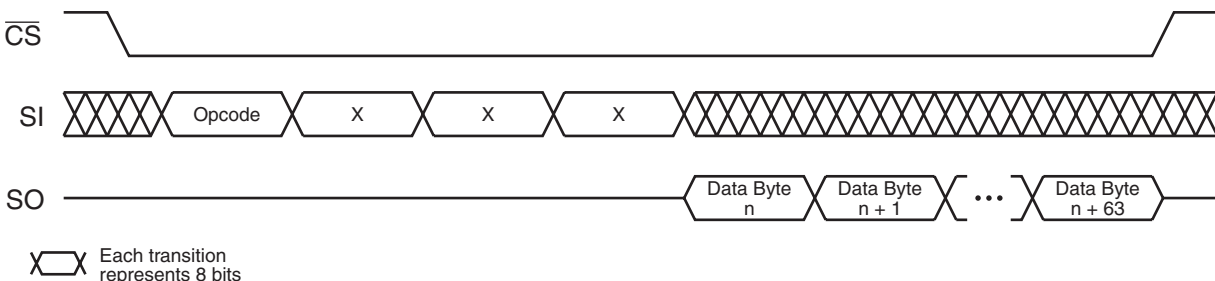 CS
SI Opcode X X X
SO Data Byte n Data Byte n + 1 ••• Data Byte n + 63
Each transition
represents 8 bits